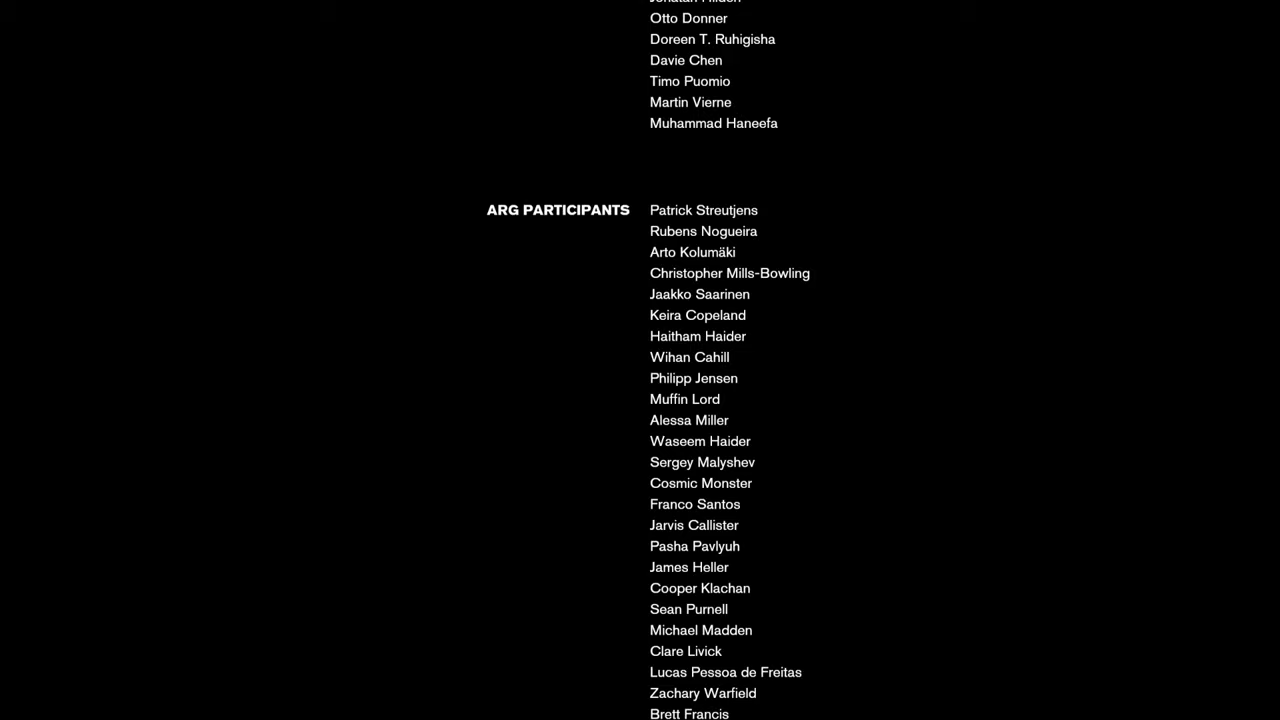 Otto Donner
Doreen T. Ruhigisha
Davie Chen
Timo Puomio
Martin Vierne
Muhammad Haneefa
ARG PARTICIPANTS Patrick Streutjens
Rubens Nogueira
Arto Kolumäki
Christopher Mills-Bowling
Jaakko Saarinen
Keira Copeland
Haitham Haider
Wihan Cahill
Philipp Jensen
Muffin Lord
Alessa Miller
Waseem Haider
Sergey Malyshev
Cosmic Monster
Franco Santos
Jarvis Callister
Pasha Pavlyuh
James Heller
Cooper Klachan
Sean Purnell
Michael Madden
Clare Livick
Lucas Pessoa de Freitas
Zachary Warfield
Brett Francis